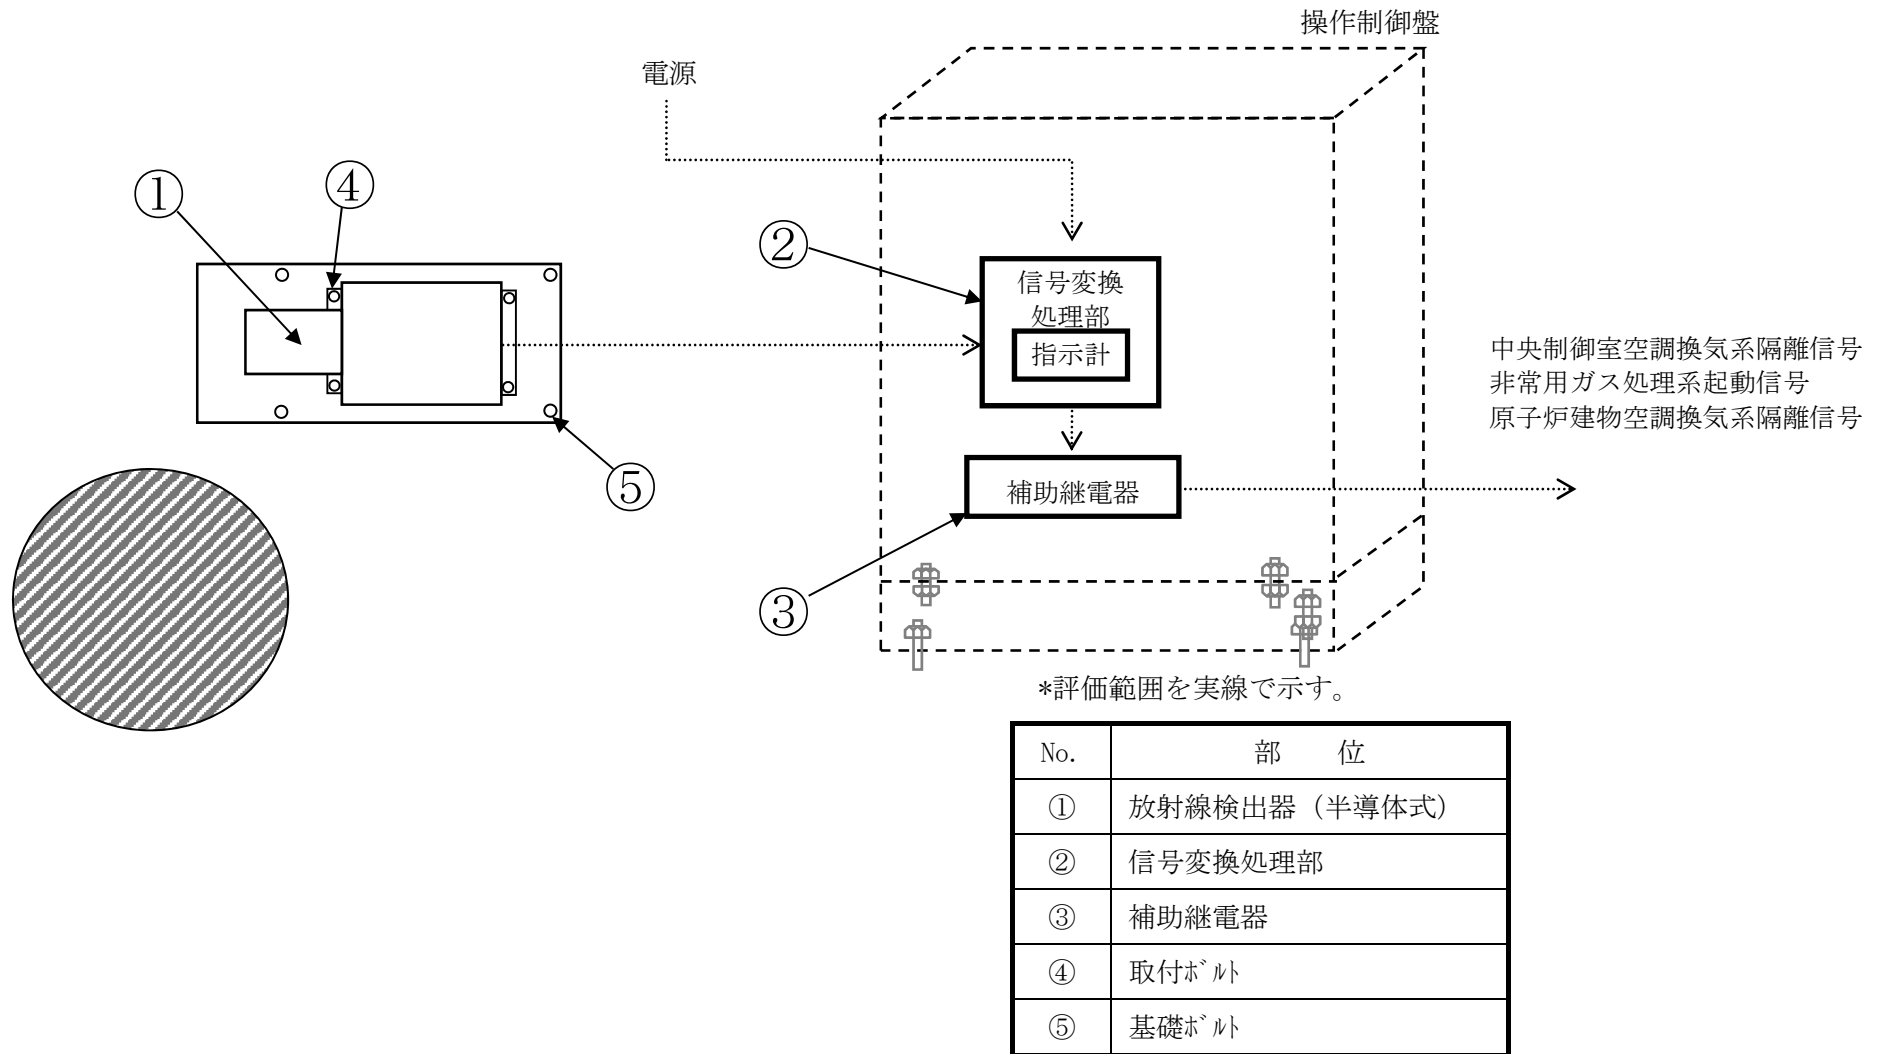 操作制御盤
電源
①
④
②
信号変換
処理部
指示計
中央制御室空調換気系隔離信号
非常用ガス処理系起動信号
原子炉建物空調換気系隔離信号
⑤
補助継電器
③
*評価範囲を実線で示す。
No. 部　　位
① 放射線検出器（半導体式）
② 信号変換処理部
③ 補助継電器
④ 取付ﾎﾞﾙﾄ
⑤ 基礎ﾎﾞﾙﾄ